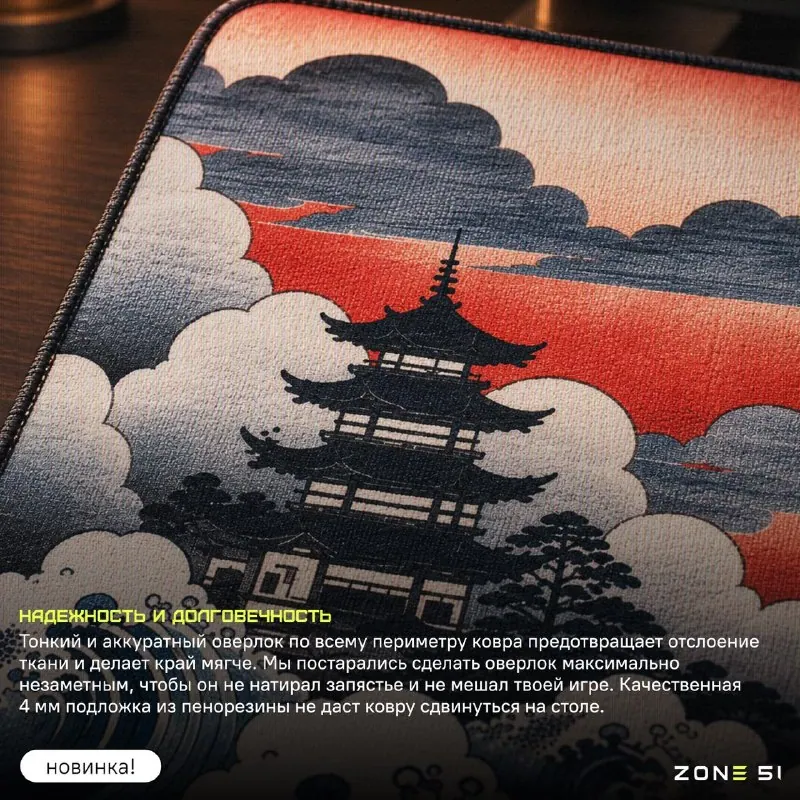 НАДЕЖНОСТЬ И ДОЛГОВЕЧНОСТЬ
Тонкий и аккуратный оверлок по всему периметру ковра предотвращает отслоение
ткани и делает край мягче. Мы постарались сделать оверлок максимально
незаметным, чтобы он не натирал запястье и не мешал твоей игре. Качественная
4 мм подложка из пенорезины не даст ковру сдвинуться на столе.
новинка!
ZONE 51